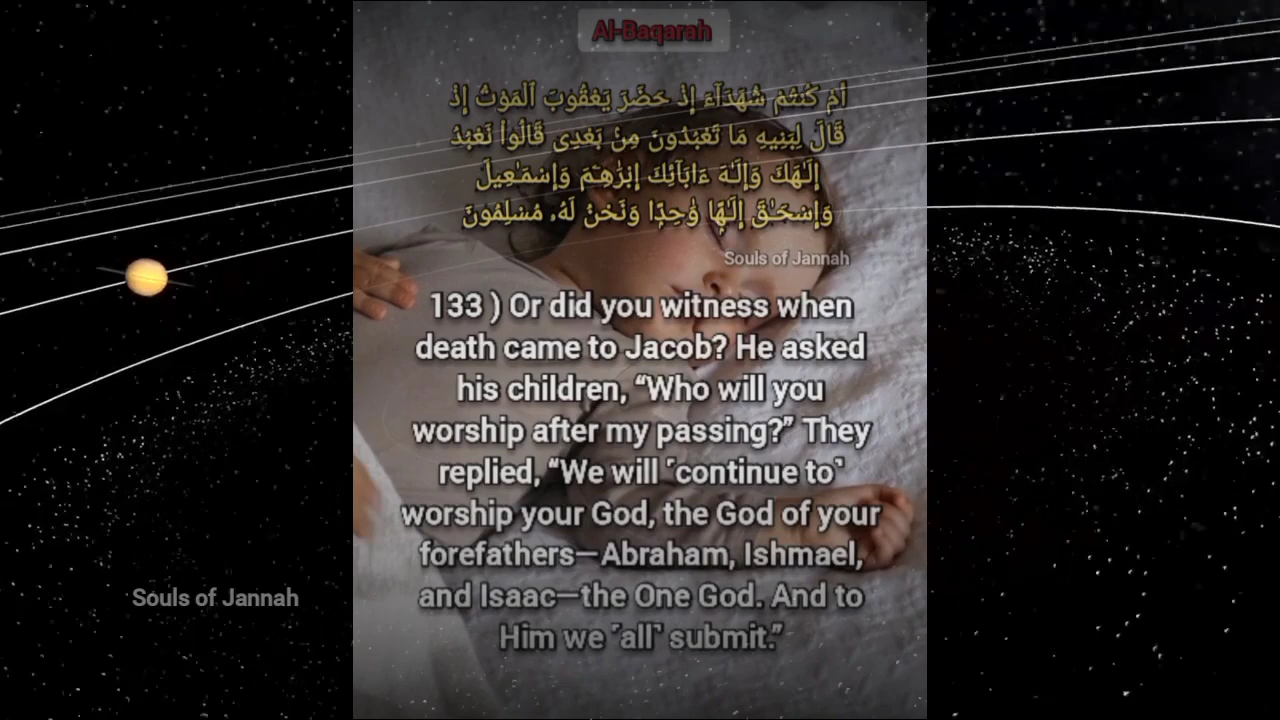 Al-Baqarah
أَمْ كُنتُمْ شُهَدَآءَ إِذْ حَضَرَ يَعْقُوبَ ٱلْمَوْتُ إِذْ
قَالَ لِبَنِيهِ مَا تَعْبُدُونَ مِنۢ بَعْدِى قَالُوا۟ نَعْبُدُ
إِلَـٰهَكَ وَإِلَـٰهَ ءَابَآئِكَ إِبْرَٰهِـۧمَ وَإِسْمَـٰعِيلَ
وَإِسْحَـٰقَ إِلَـٰهًۭا وَٰحِدًۭا وَنَحْنُ لَهُۥ مُسْلِمُونَ
Souls of Jannah
133 ) Or did you witness when
death came to Jacob? He asked
his children, “Who will you
worship after my passing?” They
replied, “We will ˹continue to˺
worship your God, the God of your
forefathers—Abraham, Ishmael,
and Isaac—the One God. And to
Him we ˹all˺ submit.”
Souls of Jannah